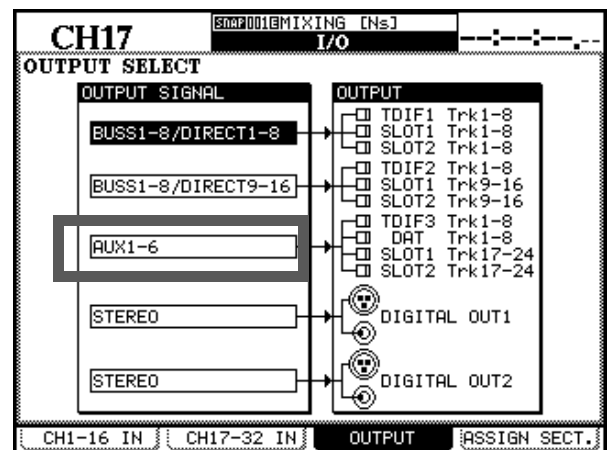 CH17
SNAP001 MIXING [Ns]
I/O
--:--:--.--
OUTPUT SELECT
OUTPUT SIGNAL
OUTPUT
BUSS1-8/DIRECT1-8
TDIF1 Trk1-8
SLOT1 Trk1-8
SLOT2 Trk1-8
BUSS1-8/DIRECT9-16
TDIF2 Trk1-8
SLOT1 Trk9-16
SLOT2 Trk9-16
AUX1-6
TDIF3 Trk1-8
DAT Trk1-8
SLOT1 Trk17-24
SLOT2 Trk17-24
STEREO
DIGITAL OUT1
STEREO
DIGITAL OUT2
CH1-16 IN
CH17-32 IN
OUTPUT
ASSIGN SECT.